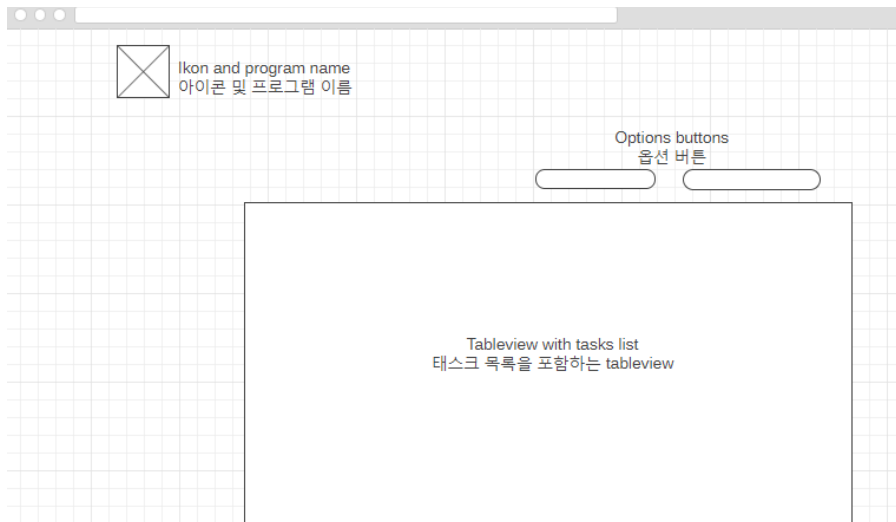 Ikon and program name
아이콘 및 프로그램 이름
Options buttons
옵션 버튼
Tableview with tasks list
태스크 목록을 포함하는 tableview